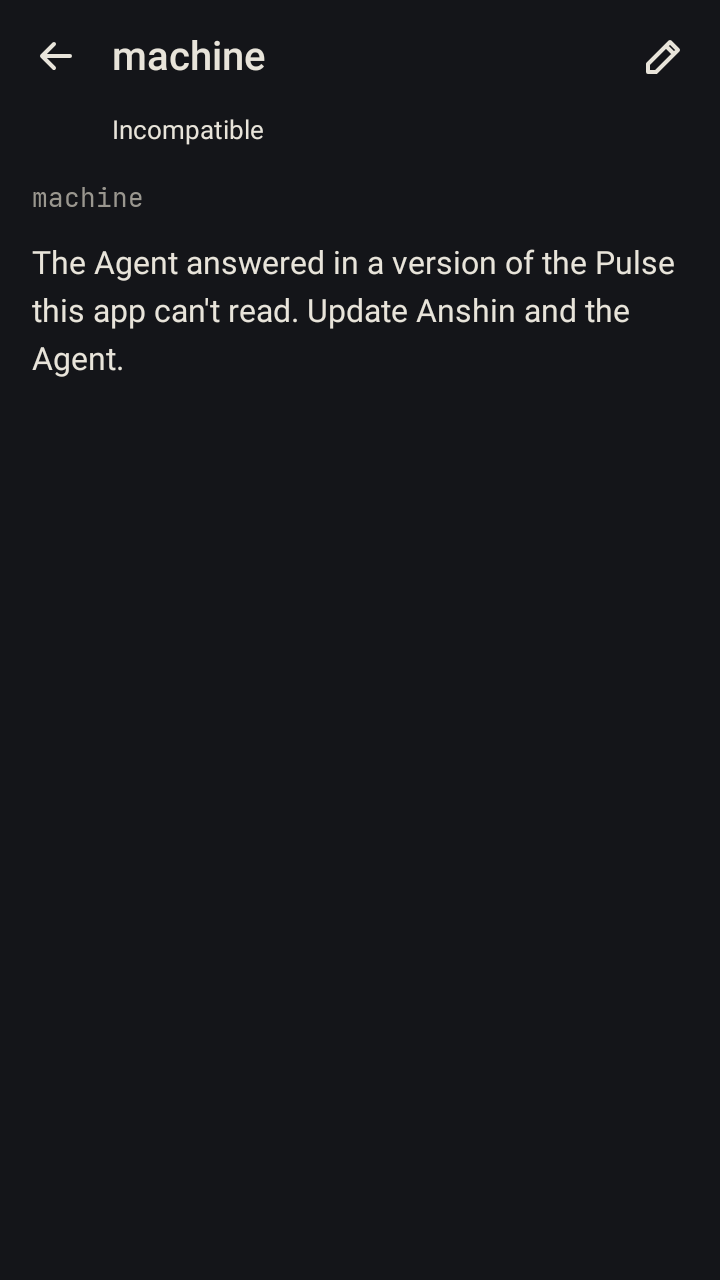 machine
Incompatible
machine
The Agent answered in a version of the Pulse
this app can't read. Update Anshin and the
Agent.